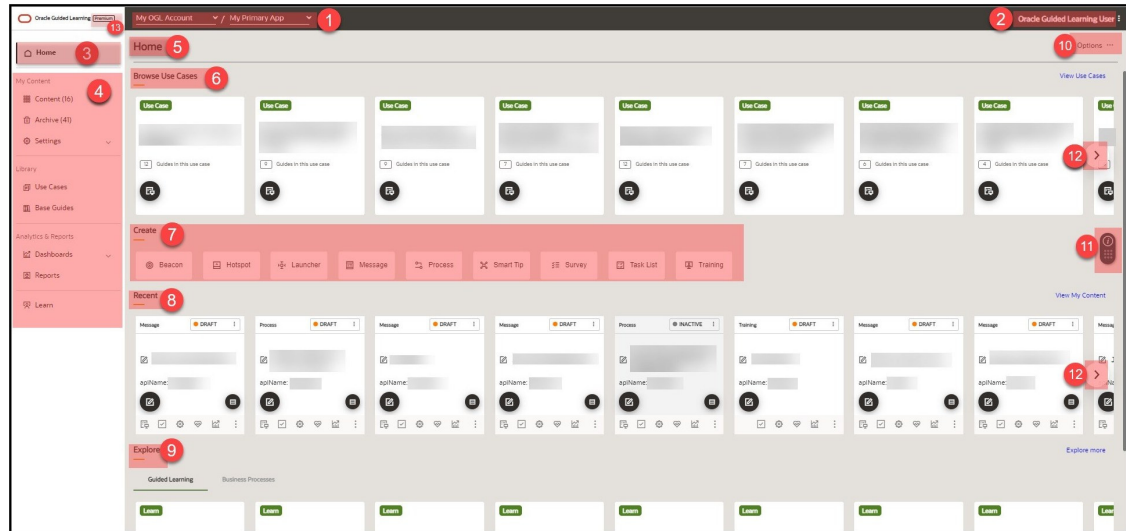 Oracle Guided Learning Premium
13
My OGL Account / My Primary App
1
2
Oracle Guided Learning User
Home
3
Home
5
10
Options
My Content
4
Content (16)
Archive (41)
Settings
Library
Use Cases
Base Guides
Analytics & Reports
Dashboards
Reports
Learn
Browse Use Cases
6
View Use Cases
Use Case
Use Case
Use Case
Use Case
Use Case
Use Case
Use Case
Use Case
Use
12 Guides in this use case
9 Guides in this use case
9 Guides in this use case
7 Guides in this use case
12 Guides in this use case
7 Guides in this use case
6 Guides in this use case
4 Guides in this use case
12
Create
7
11
Beacon
Hotspot
Launcher
Message
Process
Smart Tip
Survey
Task List
Training
Recent
8
View My Content
Message DRAFT
Process DRAFT
Message DRAFT
Message DRAFT
Process INACTIVE
Training DRAFT
Message DRAFT
Message DRAFT
Messag
apiName:
apiName:
apiName:
apiName:
apiName:
apiName:
apiName:
apiName:
12
Explore
9
Explore more
Guided Learning
Business Processes
Learn
Learn
Learn
Learn
Learn
Learn
Learn
Learn